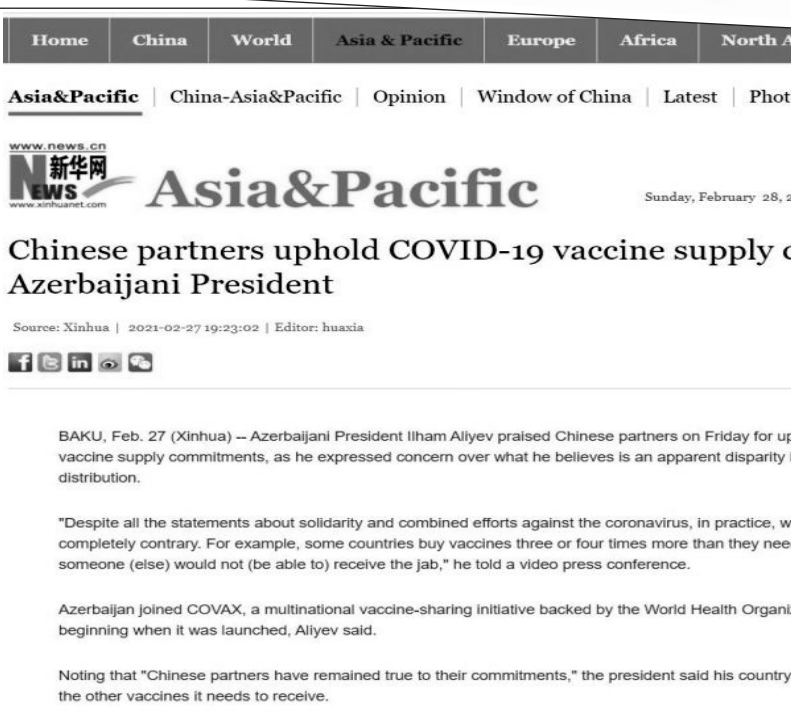 Home China World Asia & Pacific Europe Africa North
Asia&Pacific | China-Asia&Pacific | Opinion | Window of China | Latest |
www.news.cn
新华网
NEWS
www.xinhuanet.com
Asia&Pacific
Sunday, February 28,
Chinese partners uphold COVID-19 vaccine supply
Azerbaijani President
Source: Xinhua | 2021-02-27 19:23:02 | Editor: huaxia
BAKU, Feb. 27 (Xinhua) -- Azerbaijani President Ilham Aliyev praised Chinese partners on Friday for
vaccine supply commitments, as he expressed concern over what he believes is an apparent disparity
distribution.
"Despite all the statements about solidarity and combined efforts against the coronavirus, in practice,
completely contrary. For example, some countries buy vaccines three or four times more than they
someone (else) would not (be able to) receive the jab," he told a video press conference.
Azerbaijan joined COVAX, a multinational vaccine-sharing initiative backed by the World Health
beginning when it was launched, Aliyev said.
Noting that "Chinese partners have remained true to their commitments," the president said his country
the other vaccines it needs to receive.